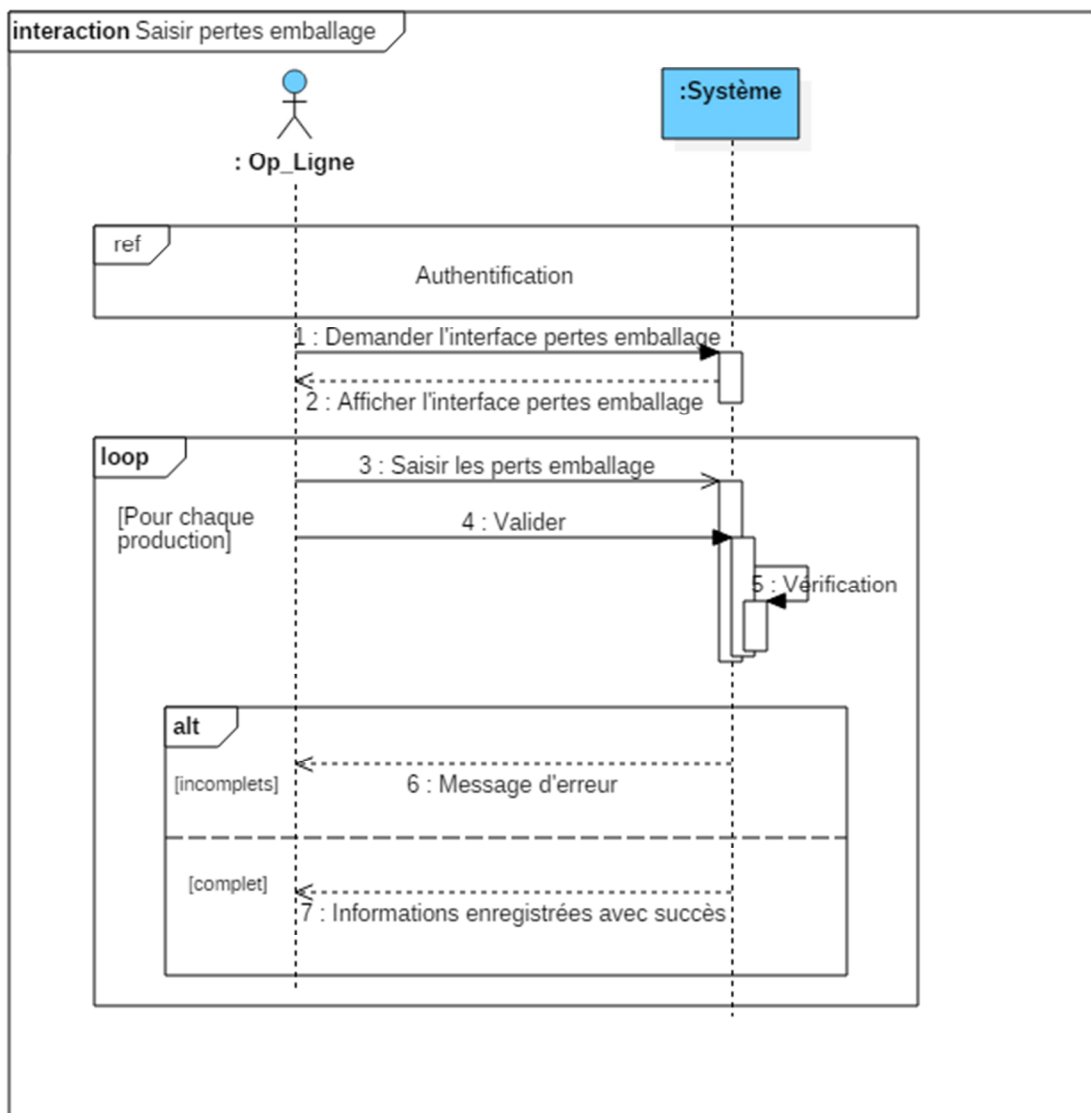 interaction Saisir pertes emballage
:Système
: Op_Ligne
ref
Authentification
1 : Demander l'interface pertes emballage
2 : Afficher l'interface pertes emballage
loop
3 : Saisir les perts emballage
[Pour chaque
production]
4 : Valider
5 : Vérification
alt
[incomplets]
6 : Message d'erreur
[complet]
7 : Informations enregistrées avec succès